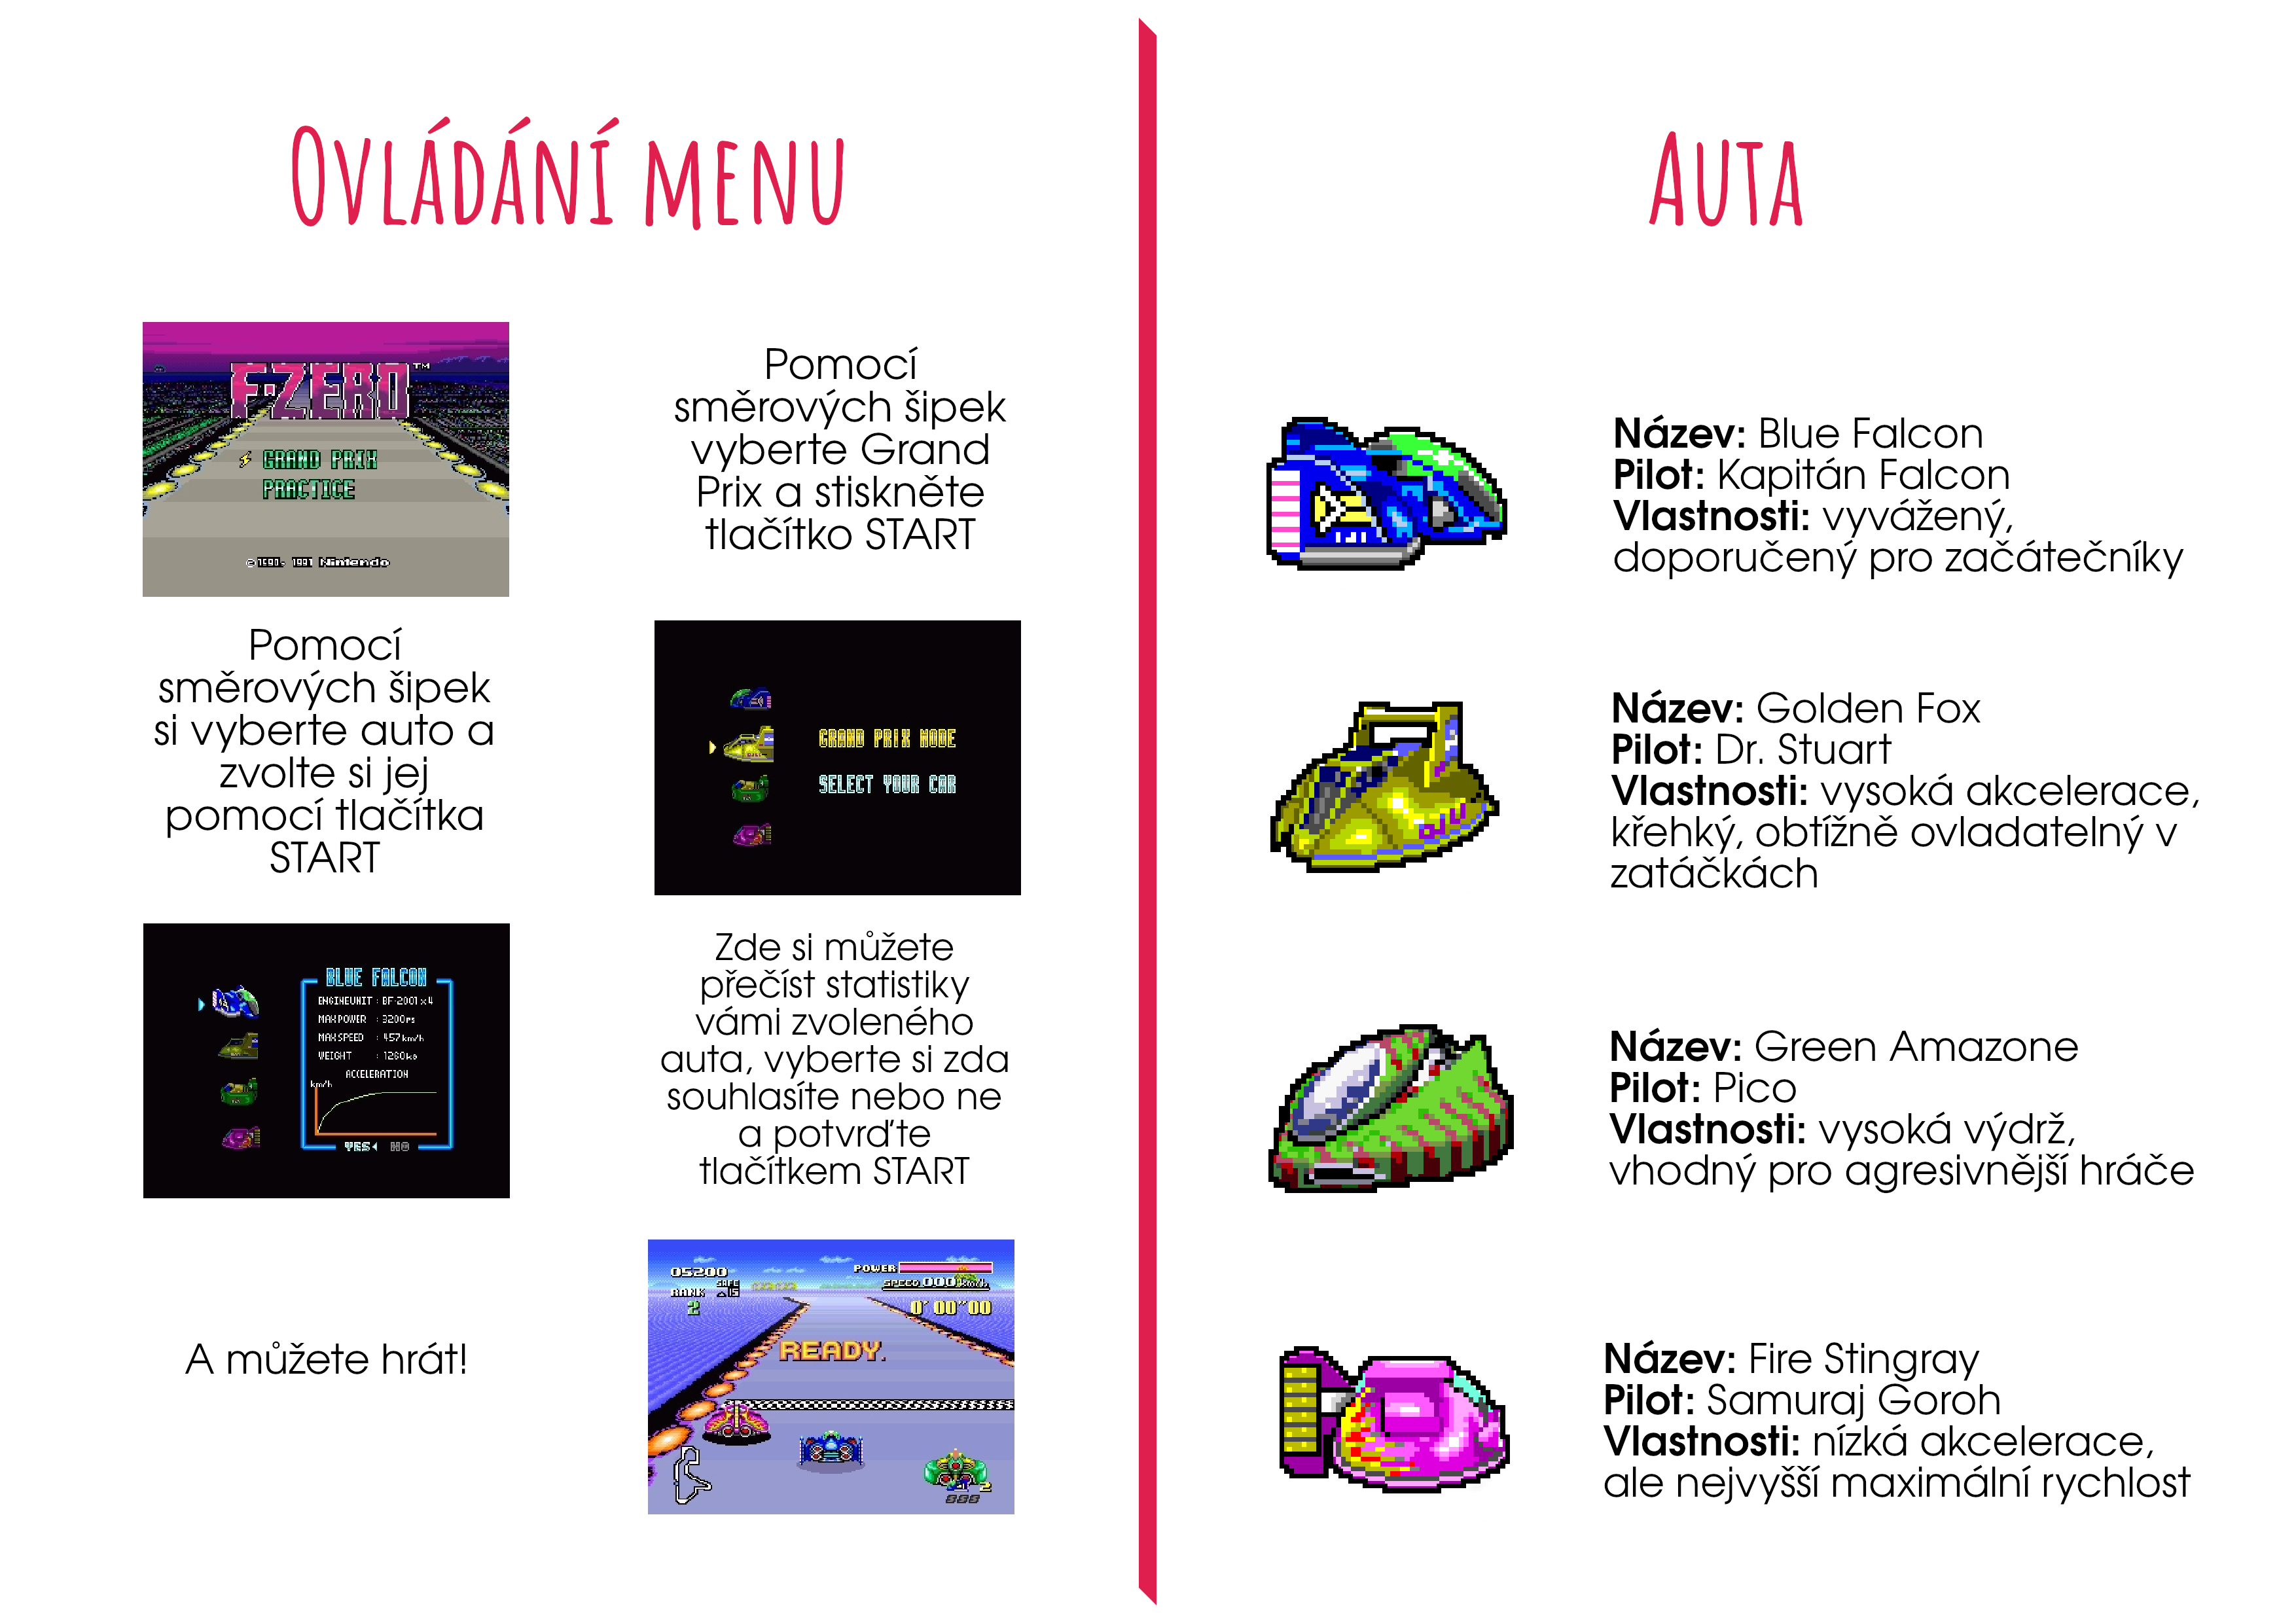 Ovládání menu
F-ZERO™
GRAND PRIX
PRACTICE
© 1990, 1991 Nintendo
Pomocí
směrových šipek
vyberte Grand
Prix a stiskněte
tlačítko START
Pomocí
směrových šipek
si vyberte auto a
zvolte si jej
pomocí tlačítka
START
GRAND PRIX MODE
SELECT YOUR CAR
BLUE FALCON
ENGINE UNIT : BF-2001 x 4
MAX POWER : 3200ps
MAX SPEED : 457 km/h
WEIGHT : 1260kg
ACCELERATION
km/h
YES NO
Zde si můžete
přečíst statistiky
vámi zvoleného
auta, vyberte si zda
souhlasíte nebo ne
a potvrďte
tlačítkem START
A můžete hrát!
05200
POWER
SAFE
SPEED 000 km/h
RANK 15
2
0'00"00
READY.
2
Auta
Název: Blue Falcon
Pilot: Kapitán Falcon
Vlastnosti: vyvážený,
doporučený pro začátečníky
Název: Golden Fox
Pilot: Dr. Stuart
Vlastnosti: vysoká akcelerace,
křehký, obtížně ovladatelný v
zatáčkách
Název: Green Amazone
Pilot: Pico
Vlastnosti: vysoká výdrž,
vhodný pro agresivnější hráče
Název: Fire Stingray
Pilot: Samuraj Goroh
Vlastnosti: nízká akcelerace,
ale nejvyšší maximální rychlost